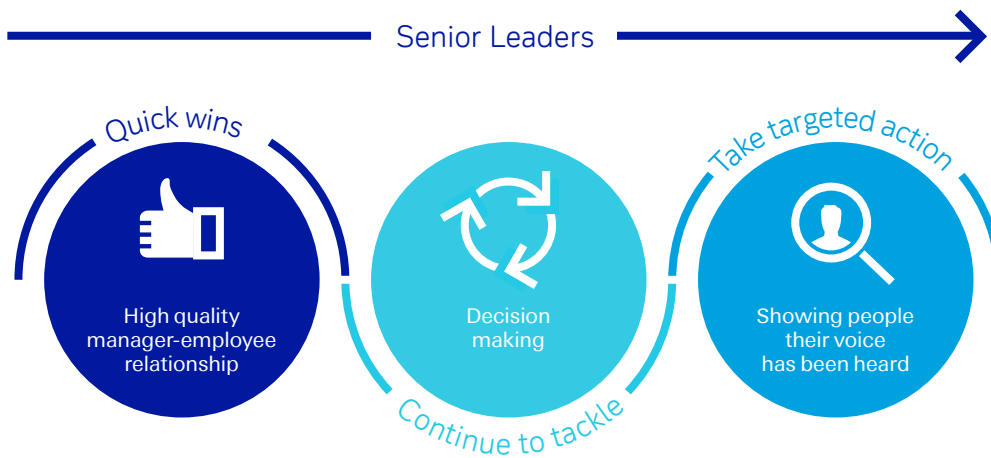 Senior Leaders
Quick wins
High quality
manager-employee
relationship
Decision
making
Continue to tackle
Take targeted action
Showing people
their voice
has been heard